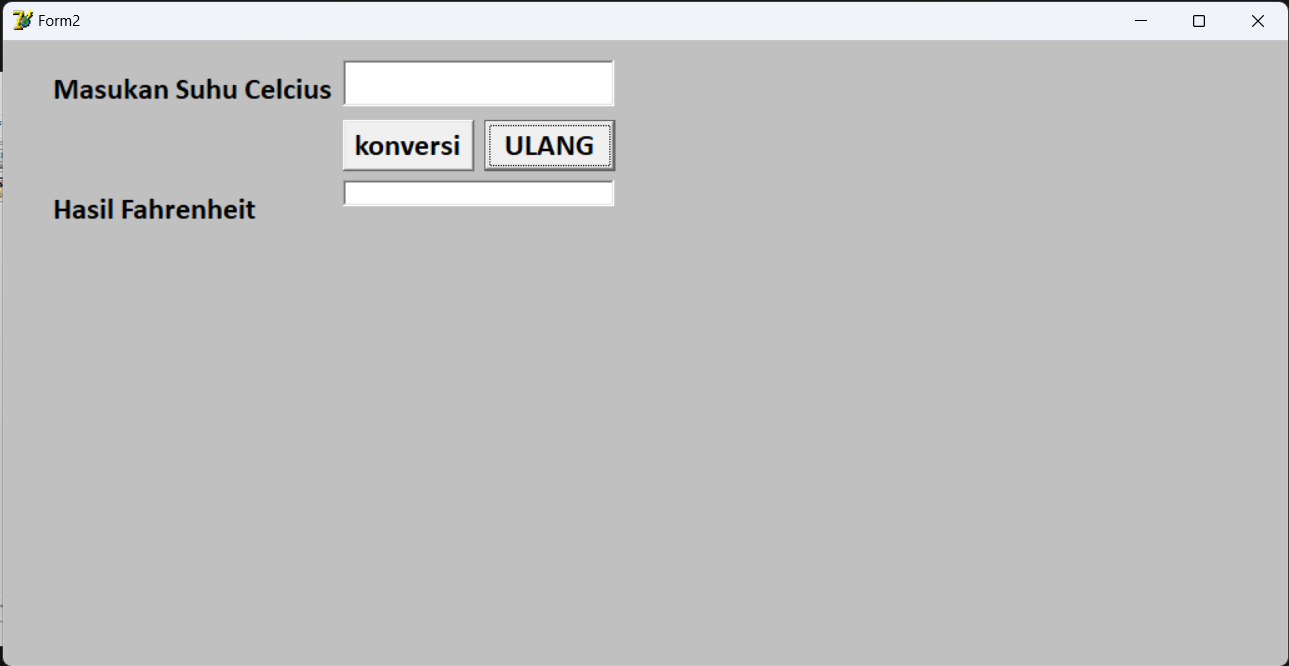 Form2
Masukan Suhu Celcius
konversi ULANG
Hasil Fahrenheit